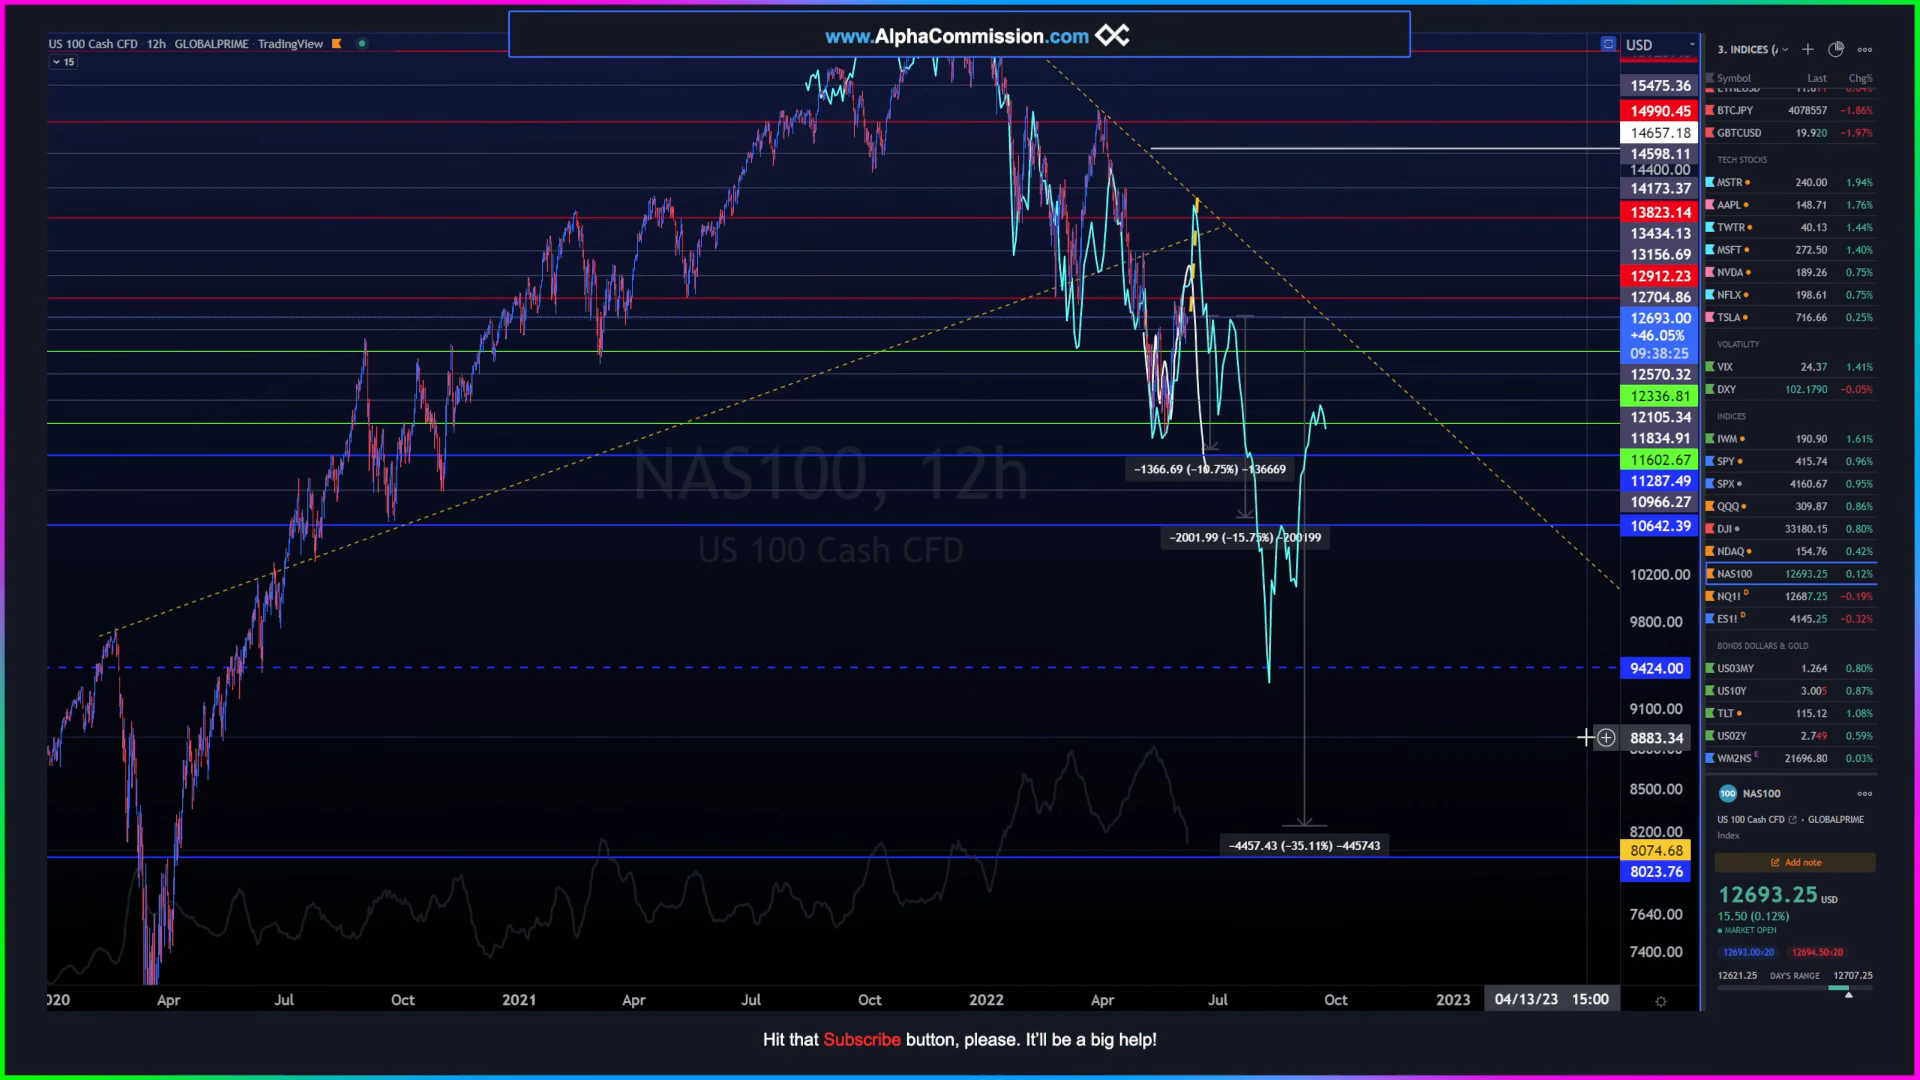 www.AlphaCommission.com
US 100 Cash CFD · 12h · GLOBALPRIME · TradingView
15
USD
15475.36
14990.45
14657.18
14598.11
14400.00
14173.37
13823.14
13434.13
13156.69
12912.23
12704.86
12693.00
+46.05%
09:38:25
12570.32
12336.81
12105.34
11834.91
11602.67
11287.49
10966.27
10642.39
10200.00
9800.00
9424.00
9100.00
8883.34
8500.00
8200.00
8074.68
8023.76
7640.00
7400.00
NAS100, 12h
US 100 Cash CFD
−1366.69 (−10.75%) −136669
−2001.99 (−15.75%) −200199
−4457.43 (−35.11%) −445743
020 Apr Jul Oct 2021 Apr Jul Oct 2022 Apr Jul Oct 2023 04/13/23 15:00
3. INDICES (
Symbol Last Chg%
BTCJPY 4078557 −1.86%
GBTCUSD 19.920 −1.97%
TECH STOCKS
MSTR 240.00 1.94%
AAPL 148.71 1.76%
TWTR 40.13 1.44%
MSFT 272.50 1.40%
NVDA 189.26 0.75%
NFLX 198.61 0.75%
TSLA 716.66 0.25%
VOLATILITY
VIX 24.37 1.41%
DXY 102.1790 −0.05%
INDICES
IWM 190.90 1.61%
SPY 415.74 0.96%
SPX 4160.67 0.95%
QQQ 309.87 0.86%
DJI 33180.15 0.80%
NDAQ 154.76 0.42%
NAS100 12693.25 0.12%
NQ1! D 12687.25 −0.19%
ES1! D 4145.25 −0.32%
BONDS DOLLARS & GOLD
US03MY 1.264 0.80%
US10Y 3.005 0.87%
TLT 115.12 1.08%
US02Y 2.749 0.59%
WM2NS E 21696.80 0.03%
100 NAS100
US 100 Cash CFD • GLOBALPRIME
Index
Add note
12693.25 USD
15.50 (0.12%)
MARKET OPEN
12693.00×20 12694.50×20
12621.25 DAY'S RANGE 12707.25
Hit that Subscribe button, please. It'll be a big help!